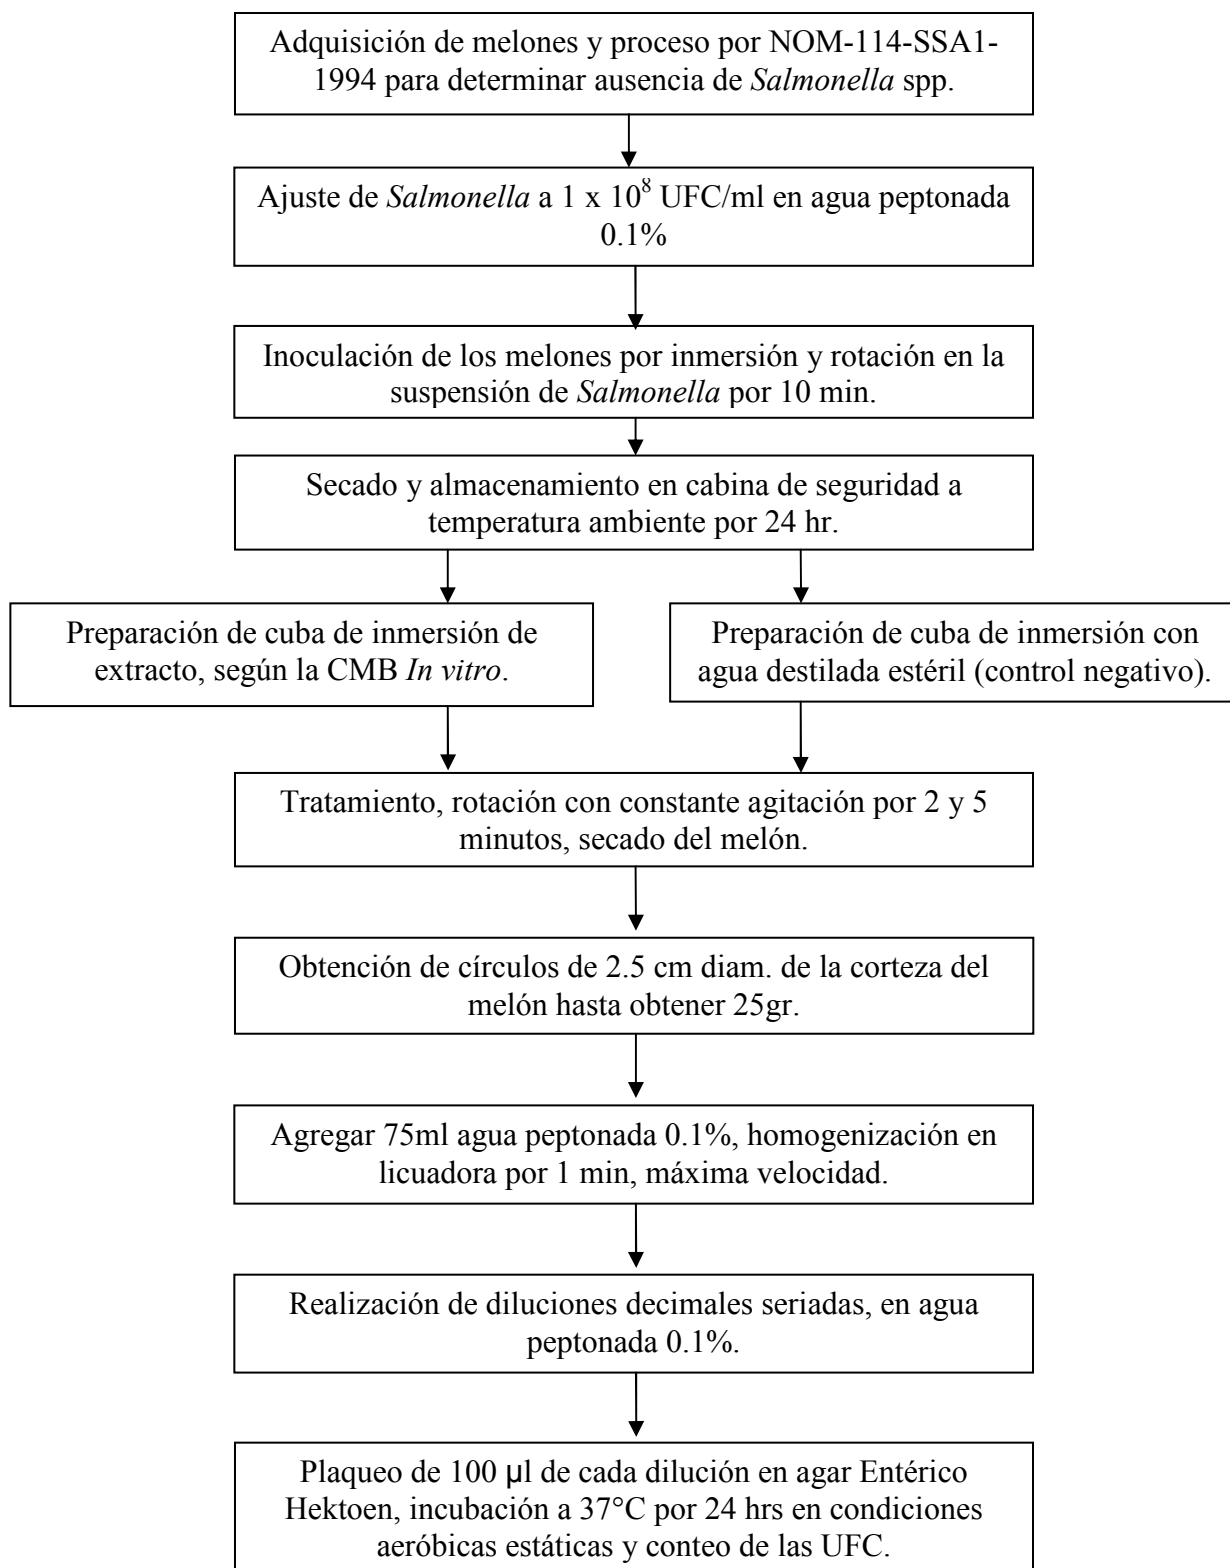 Adquisición de melones y proceso por NOM-114-SSA1-
1994 para determinar ausencia de Salmonella spp.
Ajuste de Salmonella a 1 x 10⁸ UFC/ml en agua peptonada
0.1%
Inoculación de los melones por inmersión y rotación en la
suspensión de Salmonella por 10 min.
Secado y almacenamiento en cabina de seguridad a
temperatura ambiente por 24 hr.
Preparación de cuba de inmersión de
extracto, según la CMB In vitro.
Preparación de cuba de inmersión con
agua destilada estéril (control negativo).
Tratamiento, rotación con constante agitación por 2 y 5
minutos, secado del melón.
Obtención de círculos de 2.5 cm diam. de la corteza del
melón hasta obtener 25gr.
Agregar 75ml agua peptonada 0.1%, homogenización en
licuadora por 1 min, máxima velocidad.
Realización de diluciones decimales seriadas, en agua
peptonada 0.1%.
Plaqueo de 100 µl de cada dilución en agar Entérico
Hektoen, incubación a 37°C por 24 hrs en condiciones
aeróbicas estáticas y conteo de las UFC.